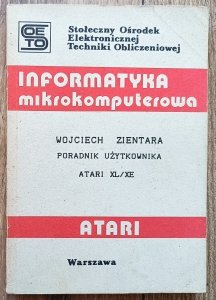 OETO
Stołeczny Ośrodek
Elektronicznej
Techniki Obliczeniowej
INFORMATYKA
mikrokomputerowa
WOJCIECH ZIENTARA
PORADNIK UŻYTKOWNIKA
ATARI XL/XE
ATARI
Warszawa